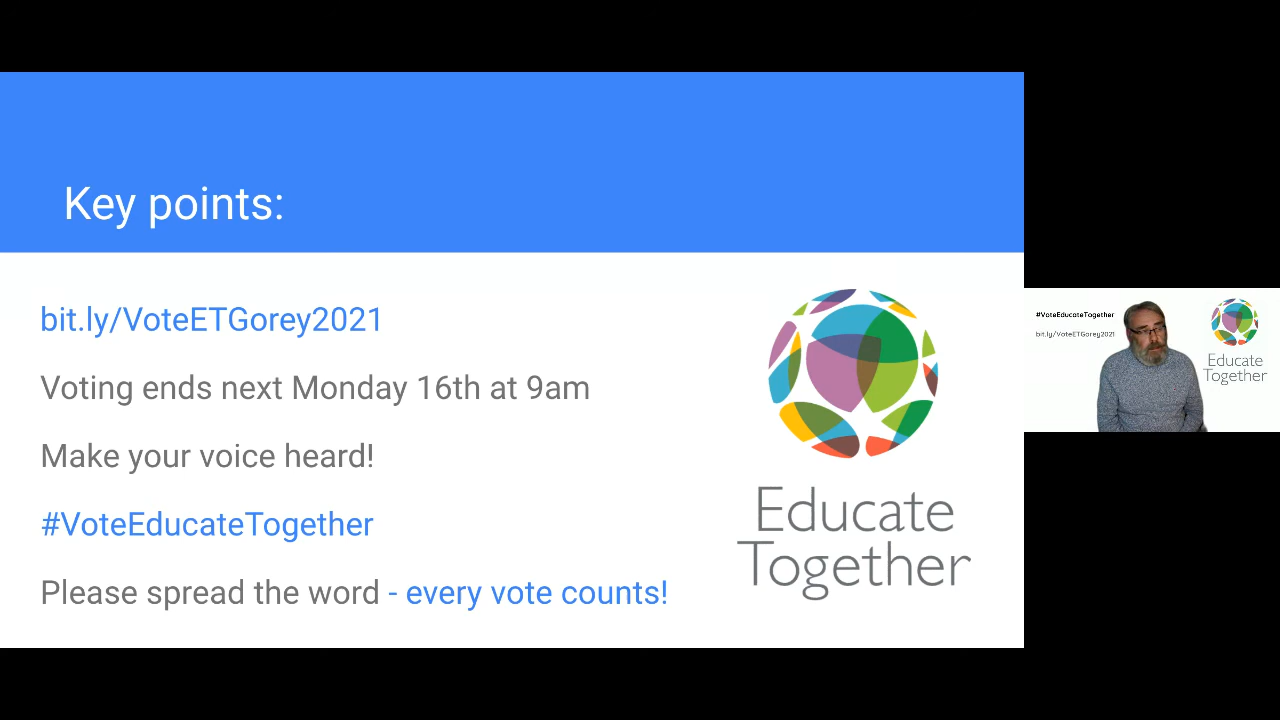 Key points:
bit.ly/VoteETGorey2021
Voting ends next Monday 16th at 9am
Make your voice heard!
#VoteEducateTogether
Please spread the word - every vote counts!
Educate
Together
#VoteEducateTogether
bit.ly/VoteETGorey2021
Educate
Together